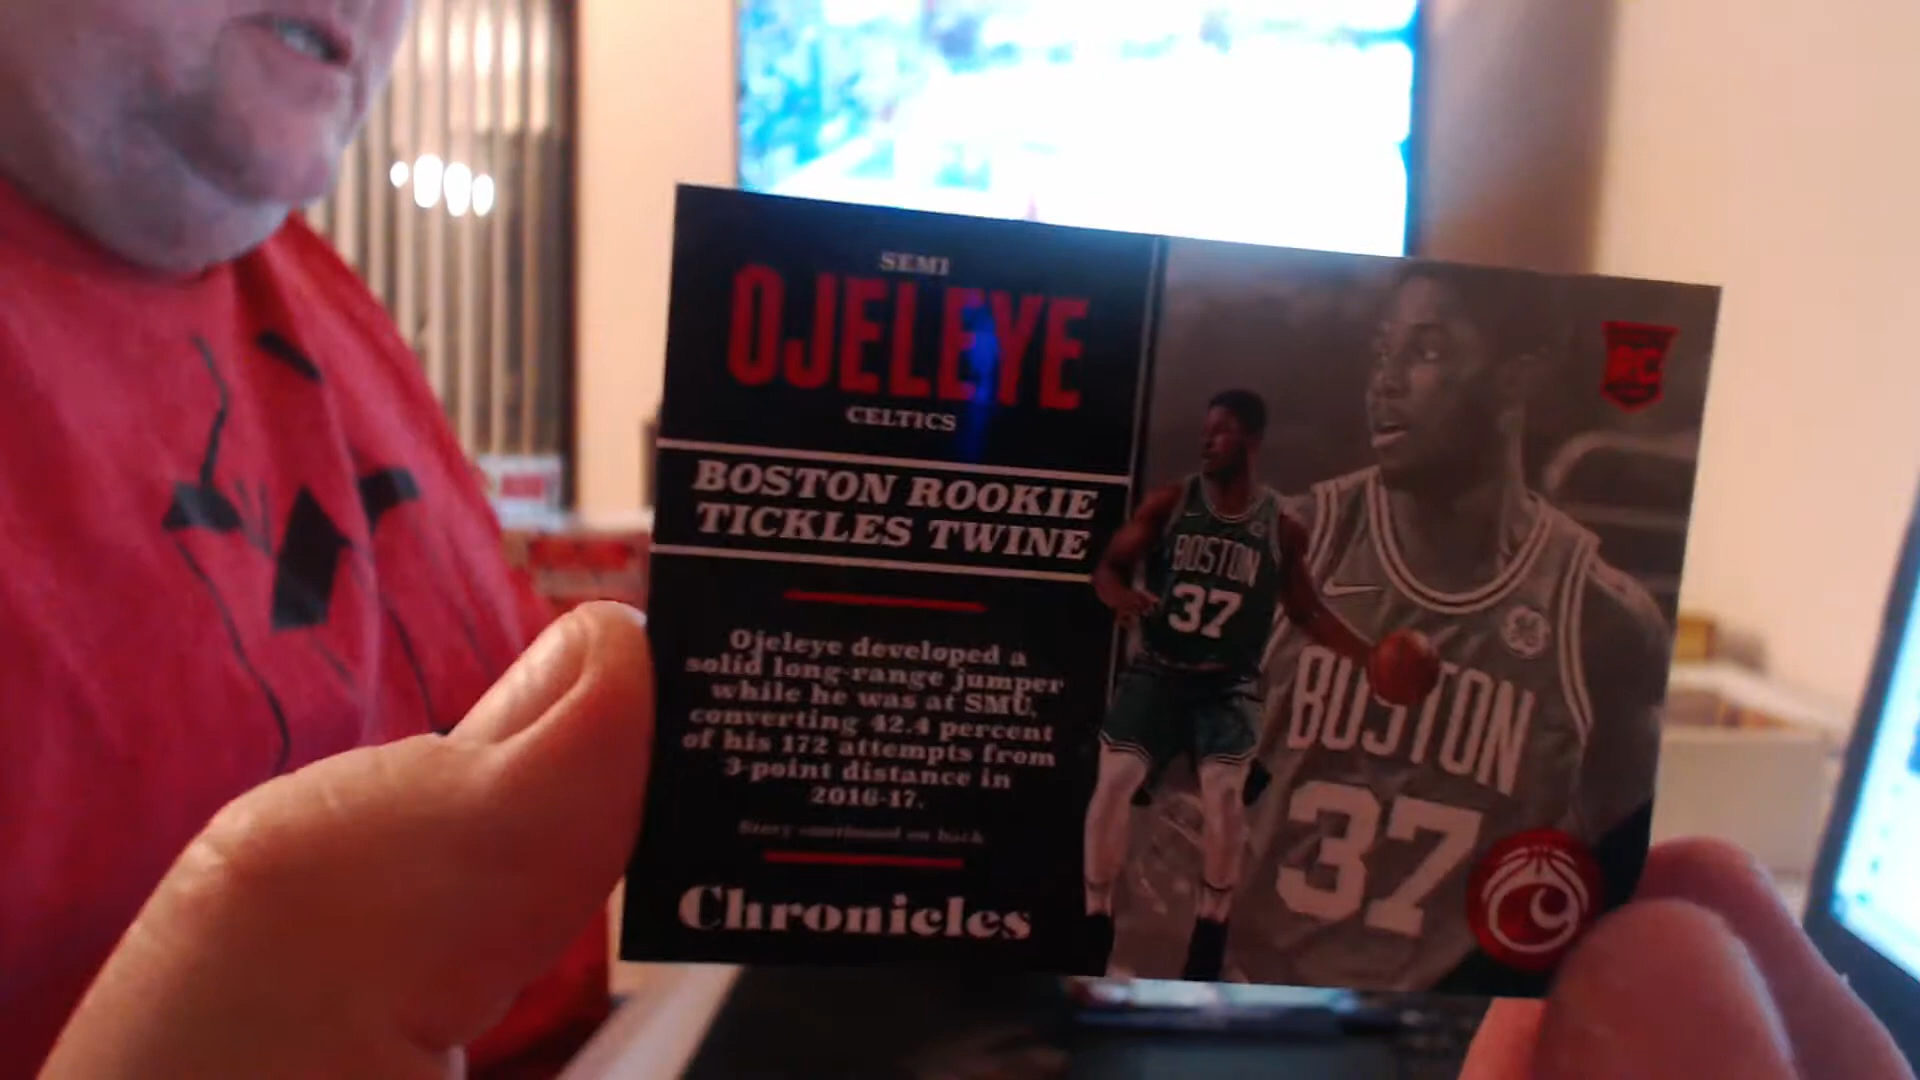 SEMI
OJELEYE
CELTICS
BOSTON ROOKIE
TICKLES TWINE
Ojeleye developed a
solid long-range jumper
while he was at SMU,
converting 42.4 percent
of his 172 attempts from
3-point distance in
2016-17.
Story continued on back
Chronicles
RC
BOSTON
37
BOSTON
37